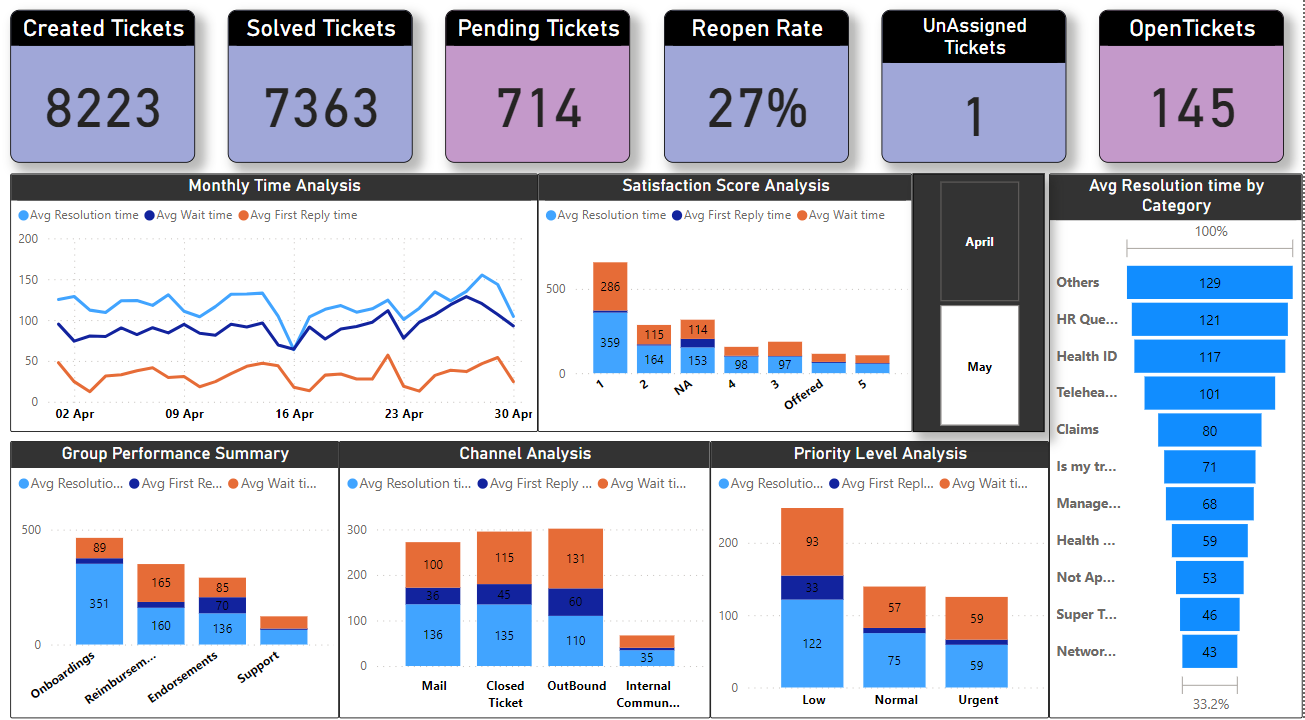 Created Tickets
8223
Solved Tickets
7363
Pending Tickets
714
Reopen Rate
27%
UnAssigned
Tickets
1
OpenTickets
145
Monthly Time Analysis
Avg Resolution time Avg Wait time Avg First Reply time
200
150
100
50
0
02 Apr 09 Apr 16 Apr 23 Apr 30 Apr
Satisfaction Score Analysis
Avg Resolution time Avg First Reply time Avg Wait time
500
0
286
359
115
164
114
153
98
97
1 2 NA 4 3 Offered 5
April
May
Avg Resolution time by
Category
100%
Others 129
HR Que... 121
Health ID 117
Telehea... 101
Claims 80
Is my tr... 71
Manage... 68
Health ... 59
Not Ap... 53
Super T... 46
Networ... 43
33.2%
Group Performance Summary
Avg Resolutio... Avg First Re... Avg Wait ti...
500
0
89
351
165
160
85
70
136
Onboardings Reimbursem... Endorsements Support
Channel Analysis
Avg Resolution ti... Avg First Reply ... Avg Wait ti...
300
200
100
0
100
36
136
115
45
135
131
60
110
35
Mail
Closed
Ticket
OutBound
Internal
Commun...
Priority Level Analysis
Avg Resolutio... Avg First Repl... Avg Wait ti...
200
100
0
93
33
122
57
75
59
59
Low Normal Urgent